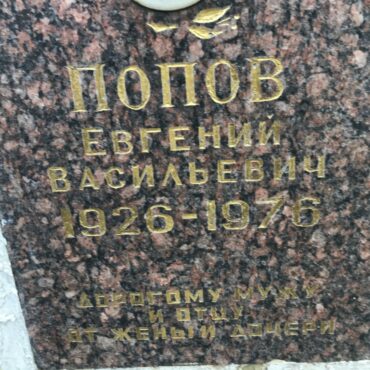 ПОПОВ
ЕВГЕНИЙ
ВАСИЛЬЕВИЧ
1926-1976
ДОРОГОМУ МУЖУ
И ОТЦУ
ОТ ЖЕНЫ И ДОЧЕРИ